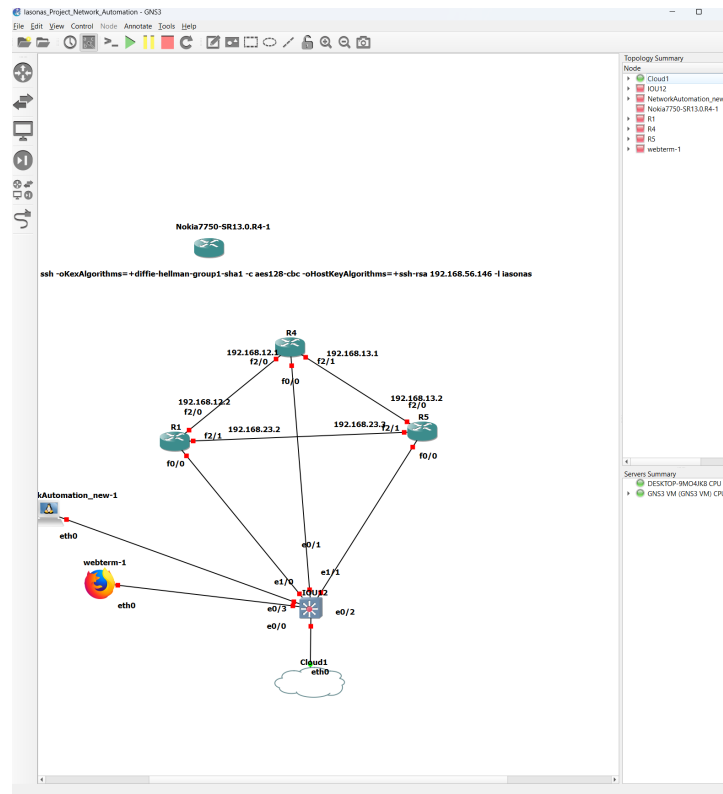 Iasonas_Project_Network_Automation - GNS3
File Edit View Control Node Annotate Tools Help
Topology Summary
Node
Cloud1
IOU12
NetworkAutomation_new
Nokia7750-SR13.0.R4-1
R1
R4
R5
webterm-1
Nokia7750-SR13.0.R4-1
ssh -oKexAlgorithms=+diffie-hellman-group1-sha1 -c aes128-cbc -oHostKeyAlgorithms=+ssh-rsa 192.168.56.146 -l iasonas
R4
192.168.12.1
192.168.13.1
f2/0
f2/1
f0/0
192.168.12.2
f2/0
192.168.13.2
f2/0
R1
R5
192.168.23.2
192.168.23.3
f2/1
f2/1
f0/0
f0/0
Servers Summary
DESKTOP-9MO4JK8 CPU
GNS3 VM (GNS3 VM) CPU
kAutomation_new-1
eth0
e0/1
webterm-1
e1/1
e1/0
IOU12
eth0
e0/3
e0/2
e0/0
Cloud1
eth0